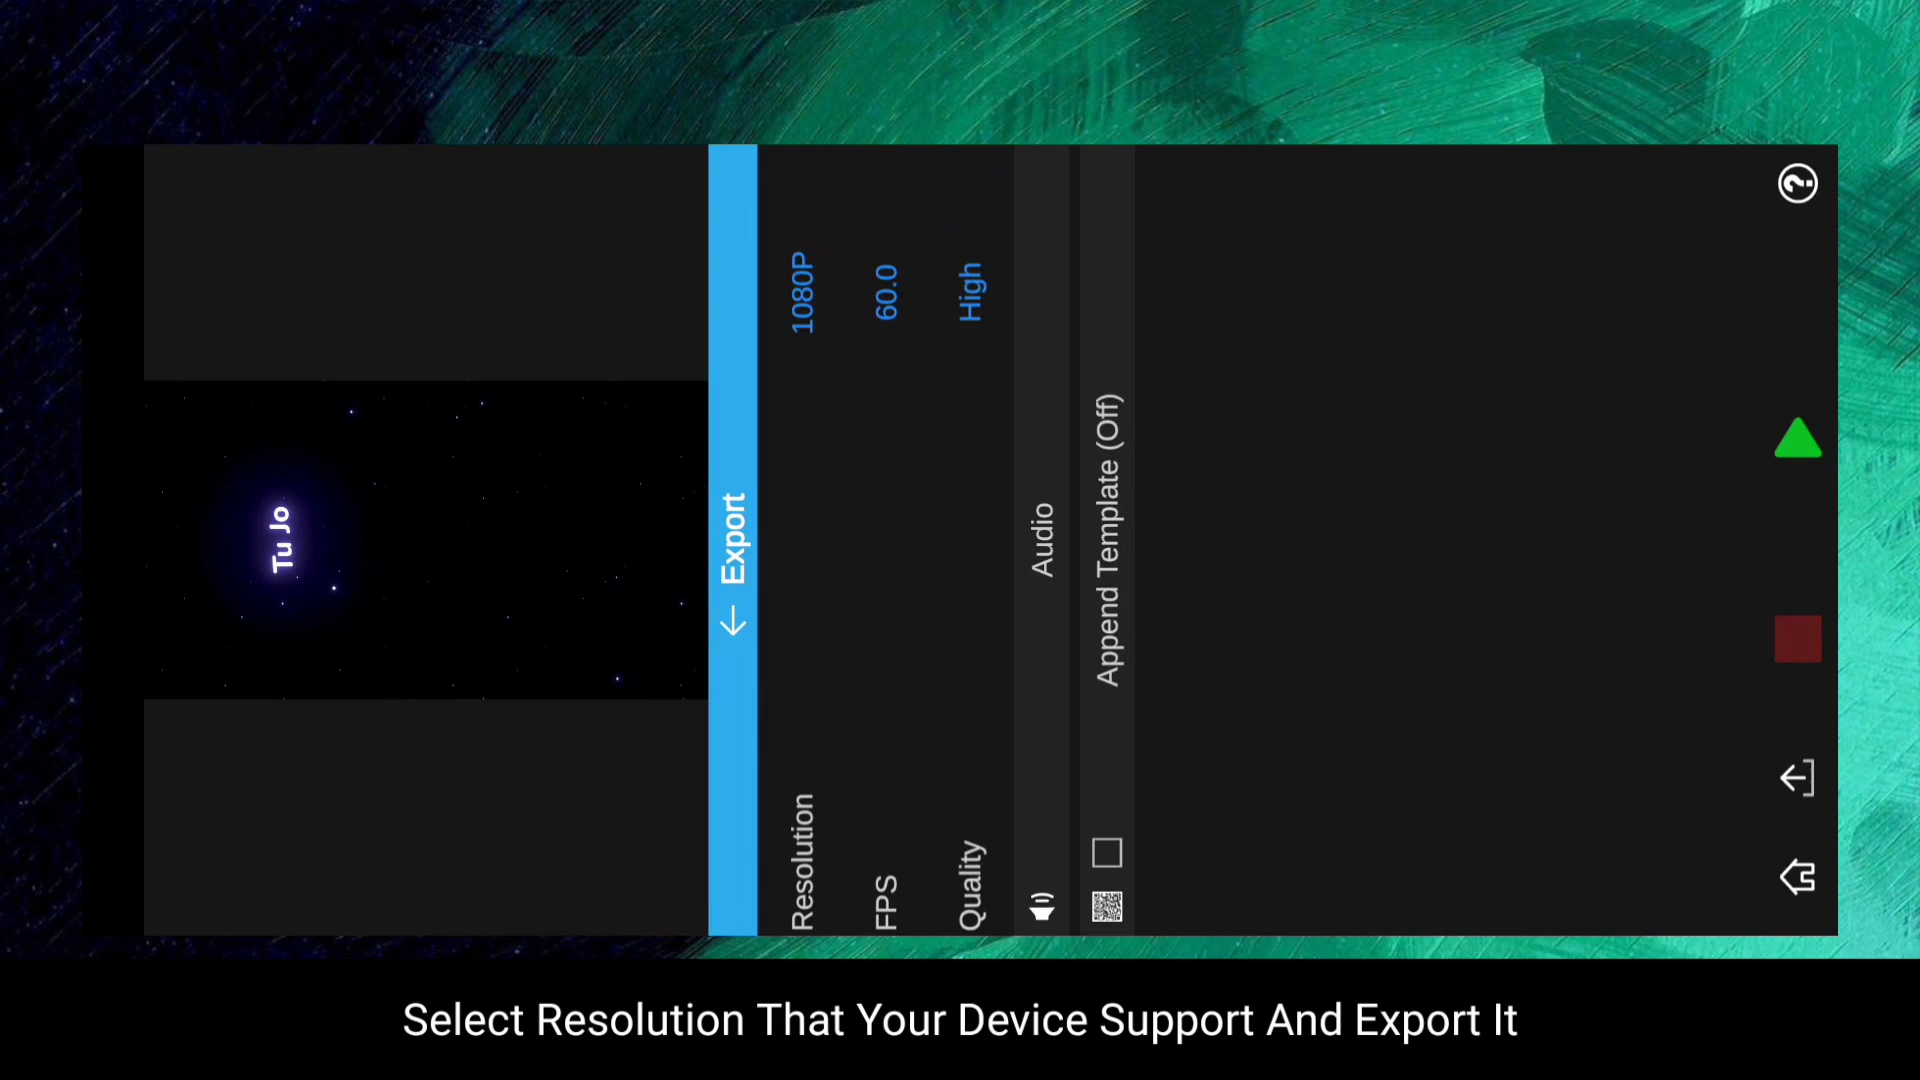 Tu Jo
Export
Resolution 1080P
FPS 60.0
Quality High
Audio
Append Template (Off)
Select Resolution That Your Device Support And Export It